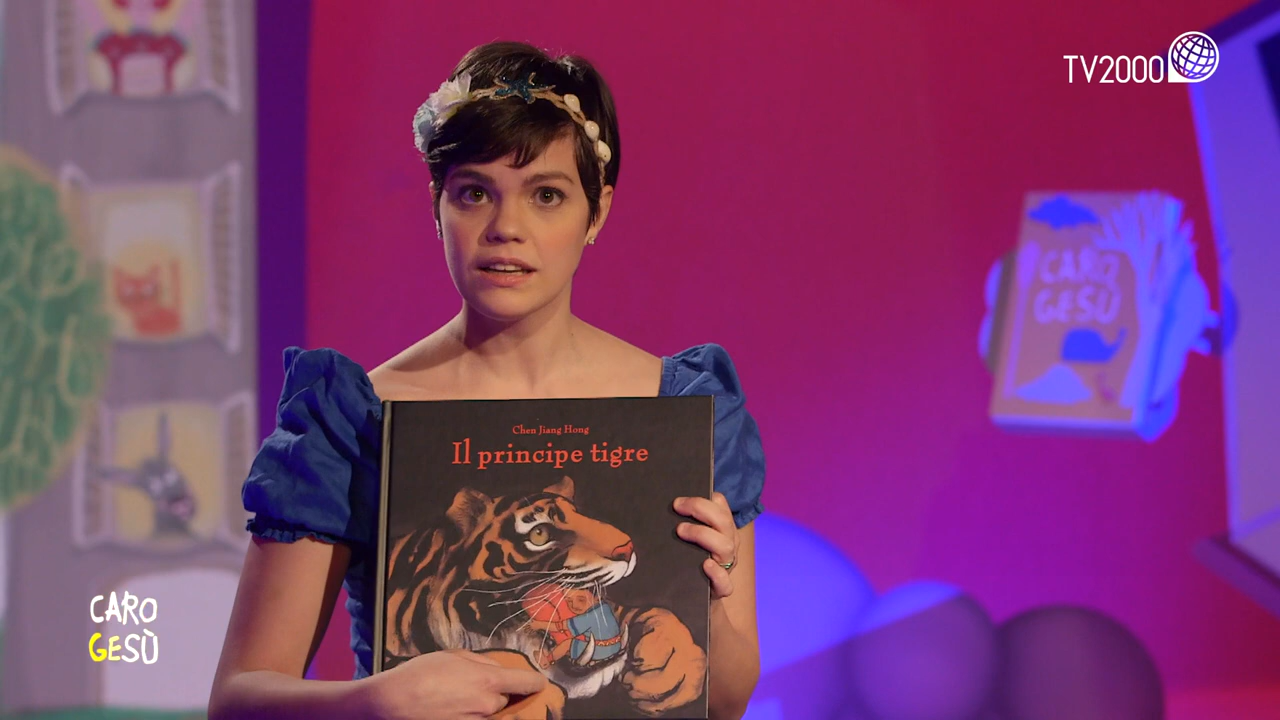 TV2000
CARO
GESÙ
Chen Jiang Hong
Il principe tigre
CARO
GESÙ